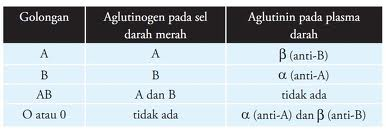 Golongan Aglutinogen pada sel darah merah Aglutinin pada plasma darah
A A β (anti-B)
B B α (anti-A)
AB A dan B tidak ada
O atau 0 tidak ada α (anti-A) dan β (anti-B)